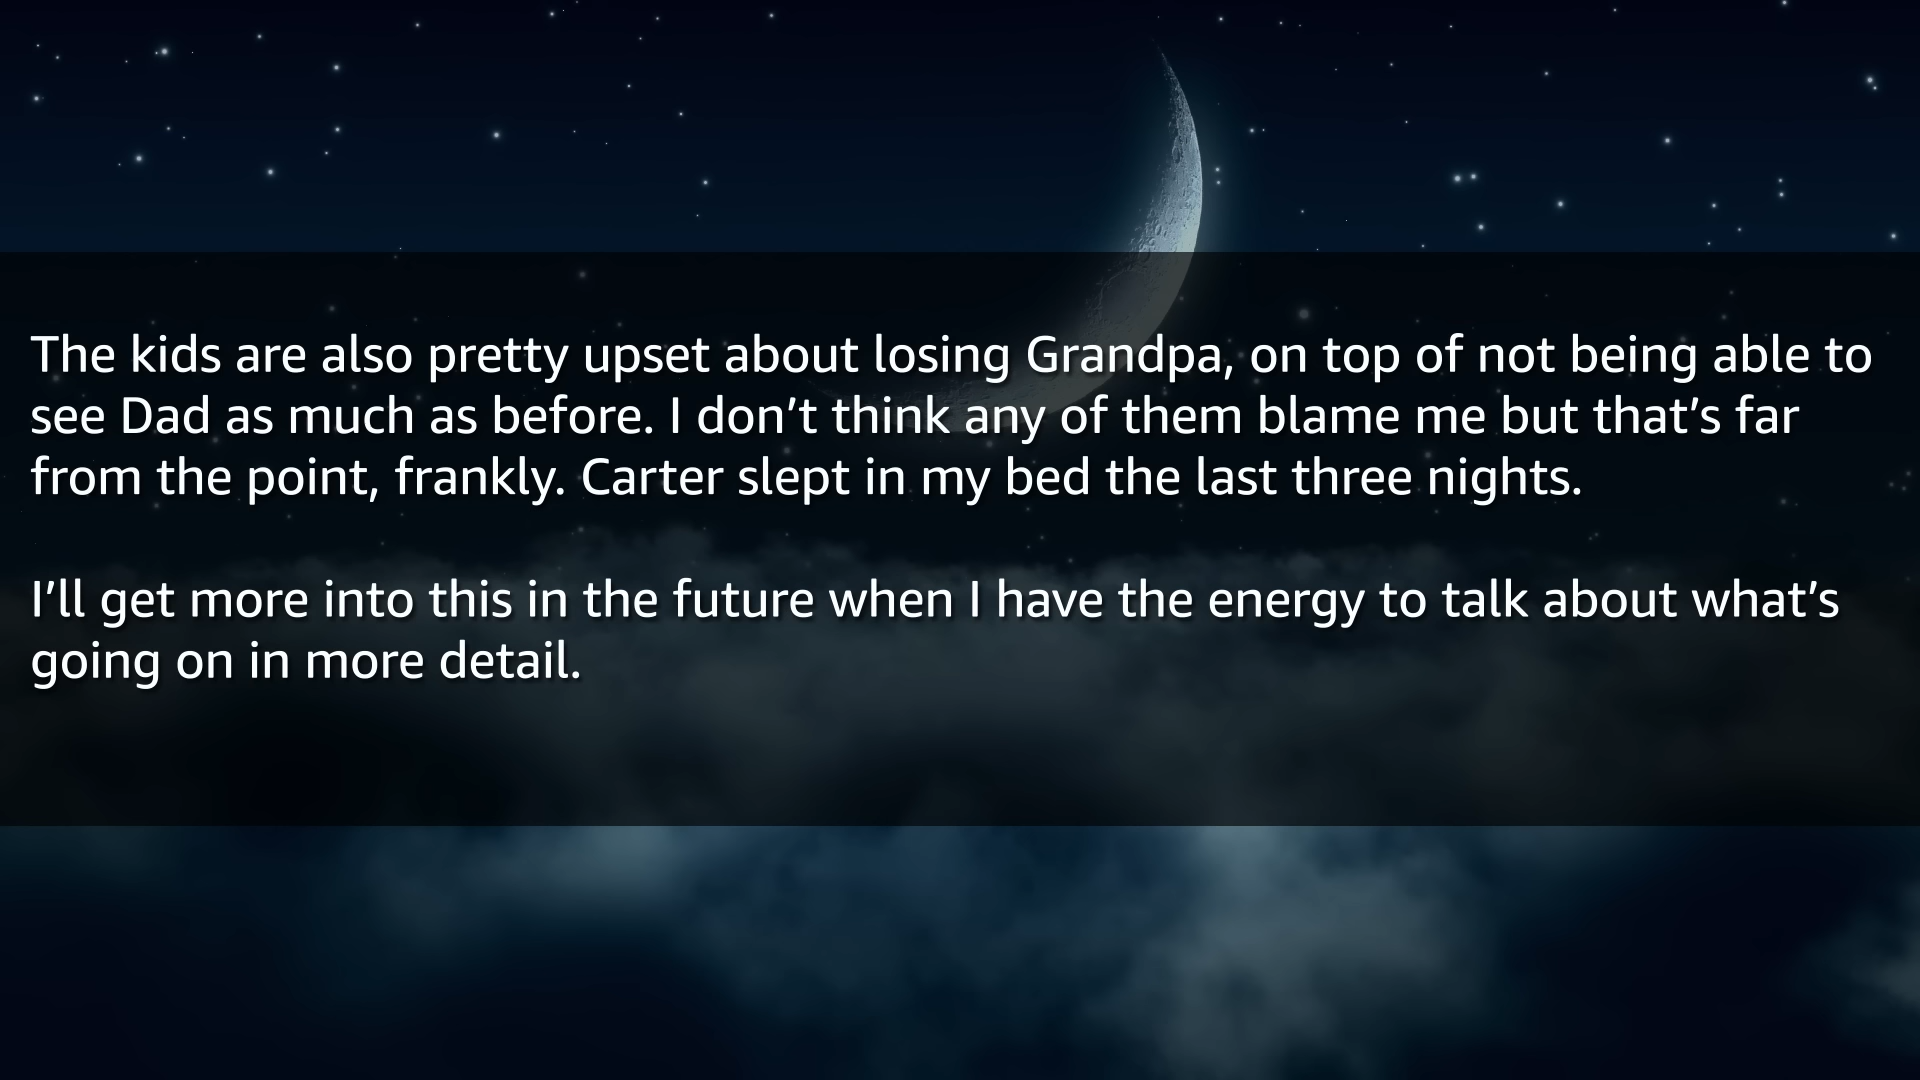 The kids are also pretty upset about losing Grandpa, on top of not being able to
see Dad as much as before. I don’t think any of them blame me but that’s far
from the point, frankly. Carter slept in my bed the last three nights.
I’ll get more into this in the future when I have the energy to talk about what’s
going on in more detail.